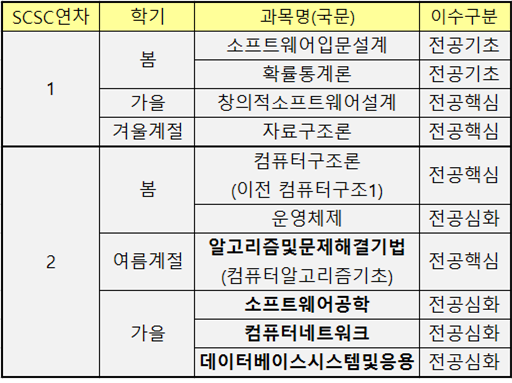 SCSC연차 학기 과목명(국문) 이수구분
1 봄 소프트웨어입문설계 전공기초
확률통계론 전공기초
가을 창의적소프트웨어설계 전공핵심
겨울계절 자료구조론 전공핵심
2 봄 컴퓨터구조론 전공핵심
(이전 컴퓨터구조1)
운영체제 전공심화
여름계절 알고리즘및문제해결기법 전공핵심
(컴퓨터알고리즘기초)
가을 소프트웨어공학 전공심화
컴퓨터네트워크 전공심화
데이터베이스시스템및응용 전공심화